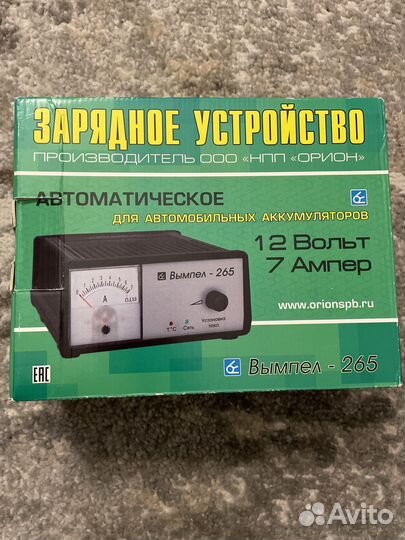 ЗАРЯДНОЕ УСТРОЙСТВО
ПРОИЗВОДИТЕЛЬ ООО «НПП «ОРИОН»
АВТОМАТИЧЕСКОЕ
ДЛЯ АВТОМОБИЛЬНЫХ АККУМУЛЯТОРОВ
12 Вольт
7 Ампер
Вымпел - 265
А
t°C
Сеть
Установка
тока
www.orionspb.ru
EAC
Вымпел - 265
Avito